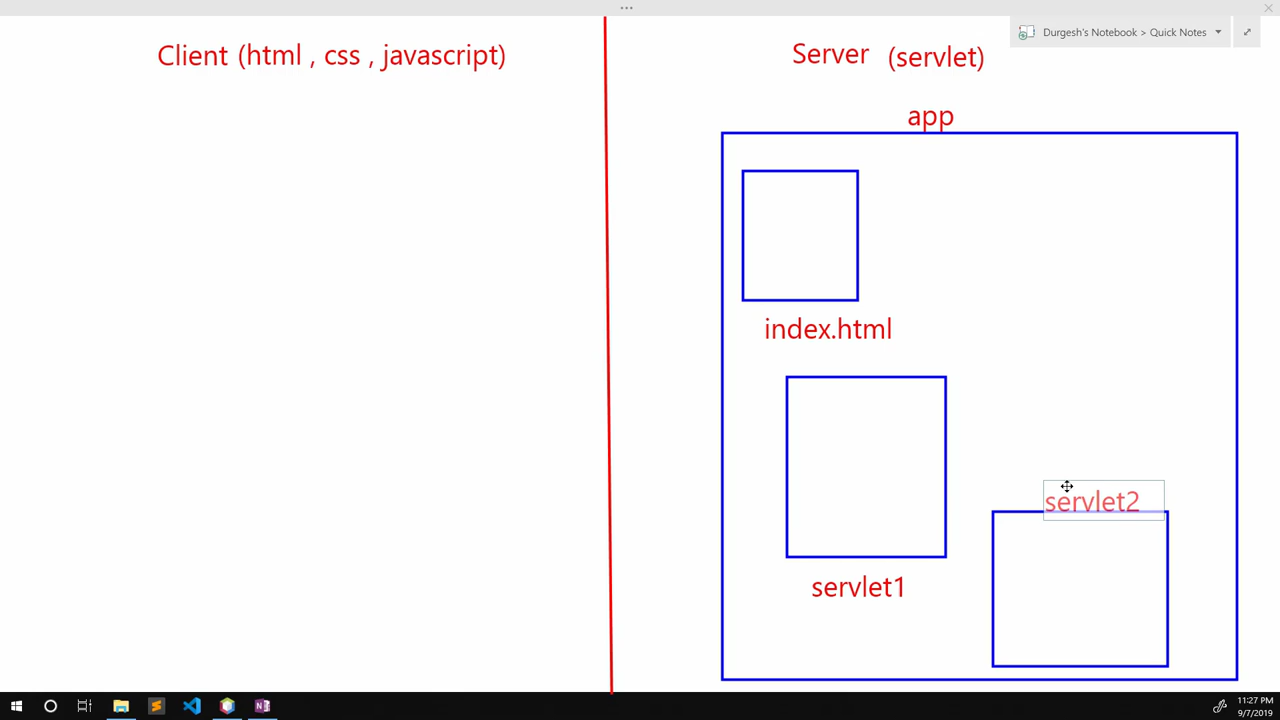 Durgesh's Notebook > Quick Notes
Client (html , css , javascript)
Server (servlet)
app
index.html
servlet2
servlet1
11:27 PM
9/7/2019